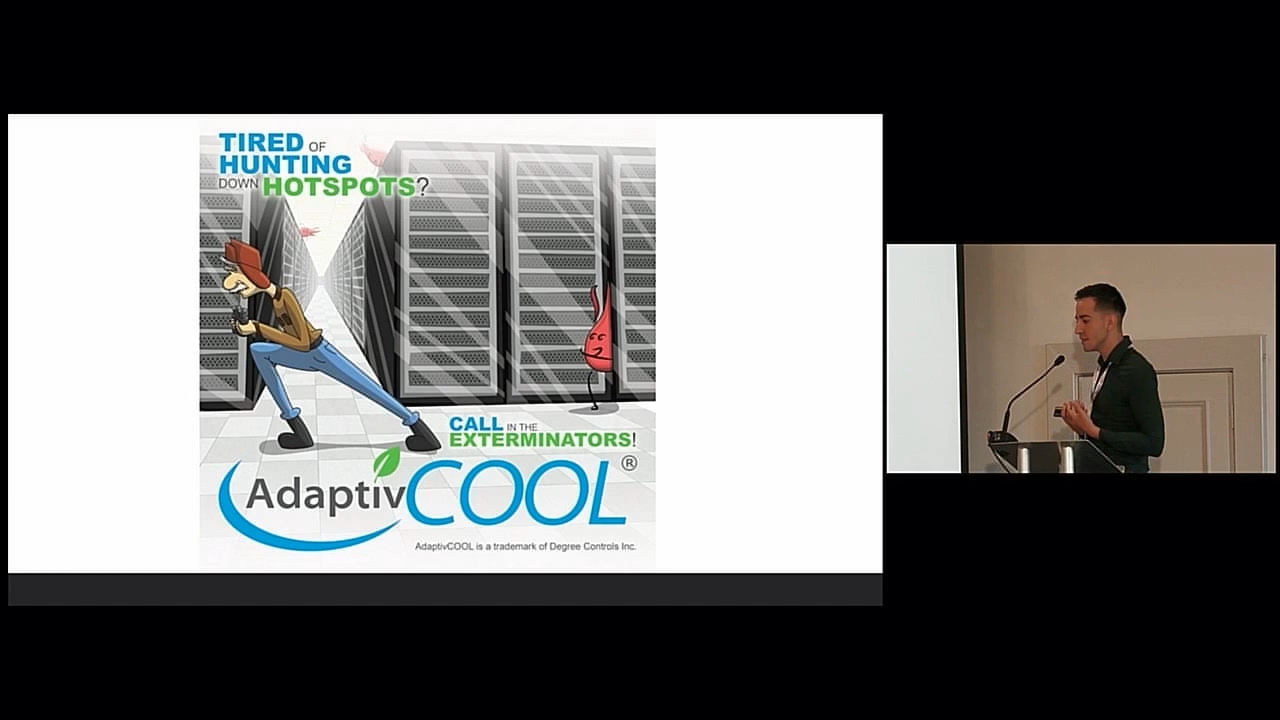 TIRED OF
HUNTING
DOWN HOTSPOTS?
CALL IN THE
EXTERMINATORS!
AdaptivCOOL®
AdaptivCOOL is a trademark of Degree Controls Inc.